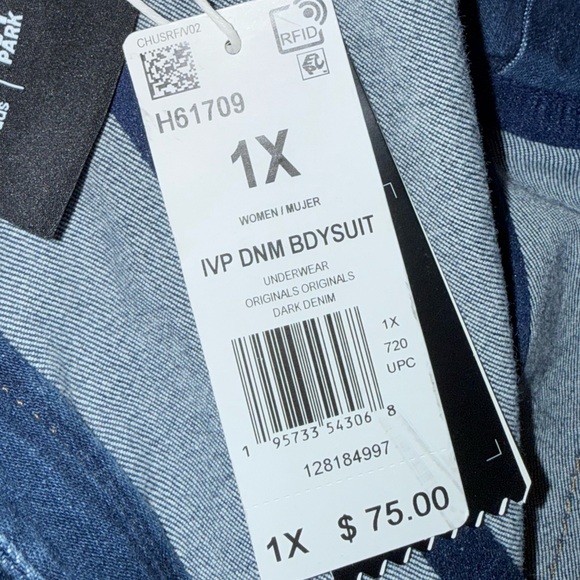 PARK
CHUSRF/V02
RFID
H61709
1X
WOMEN / MUJER
IVP DNM BDYSUIT
UNDERWEAR
ORIGINALS ORIGINALS
DARK DENIM
1X
720
UPC
1 95733 54306 8
128184997
1X $ 75.00